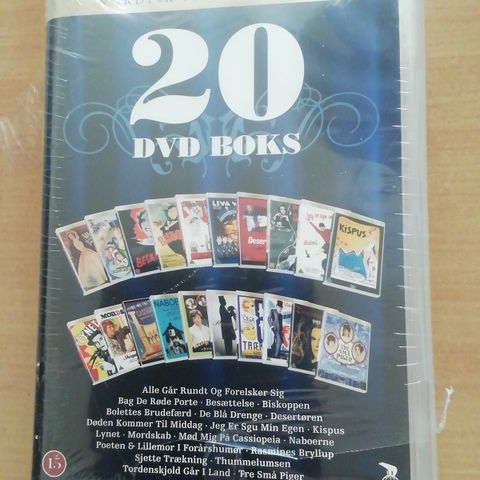 20
DVD BOKS
KISPUS
Alle Går Rundt Og Forelsker Sig
Bag De Røde Porte · Besættelse · Biskoppen
Bolettes Brudefærd · De Blå Drenge · Desertøren
Døden Kommer Til Middag · Jeg Er Sgu Min Egen · Kispus
Lynet · Mordskab · Mød Mig På Cassiopeia · Naboerne
Poeten & Lillemor I Forårshumør · Rasmines Bryllup
Sjette Trækning · Thummelumsen
Tordenskjold Går I Land · Tre Små Piger
15